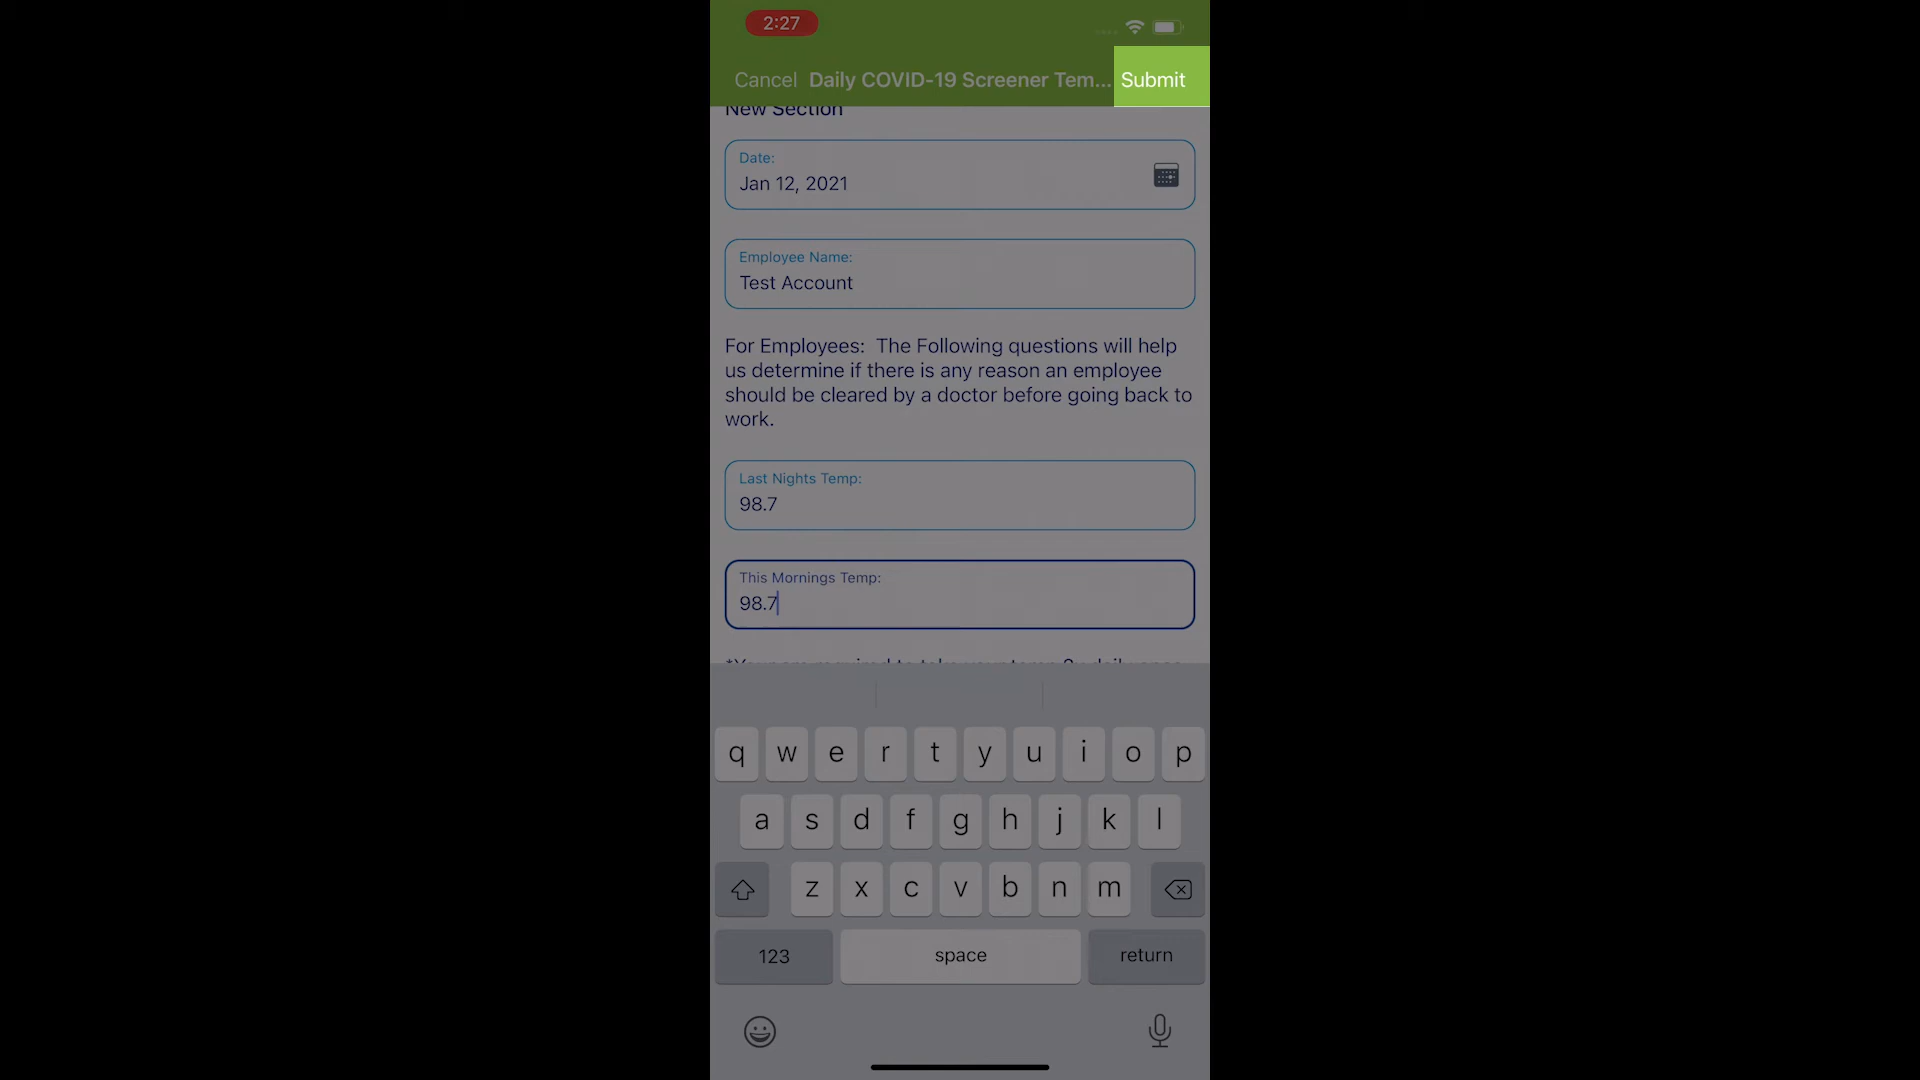 2:27
Cancel Daily COVID-19 Screener Tem... Submit
New Section
Date:
Jan 12, 2021
Employee Name:
Test Account
For Employees:  The Following questions will help
us determine if there is any reason an employee
should be cleared by a doctor before going back to
work.
Last Nights Temp:
98.7
This Mornings Temp:
98.7
q w e r t y u i o p
a s d f g h j k l
z x c v b n m
123 space return